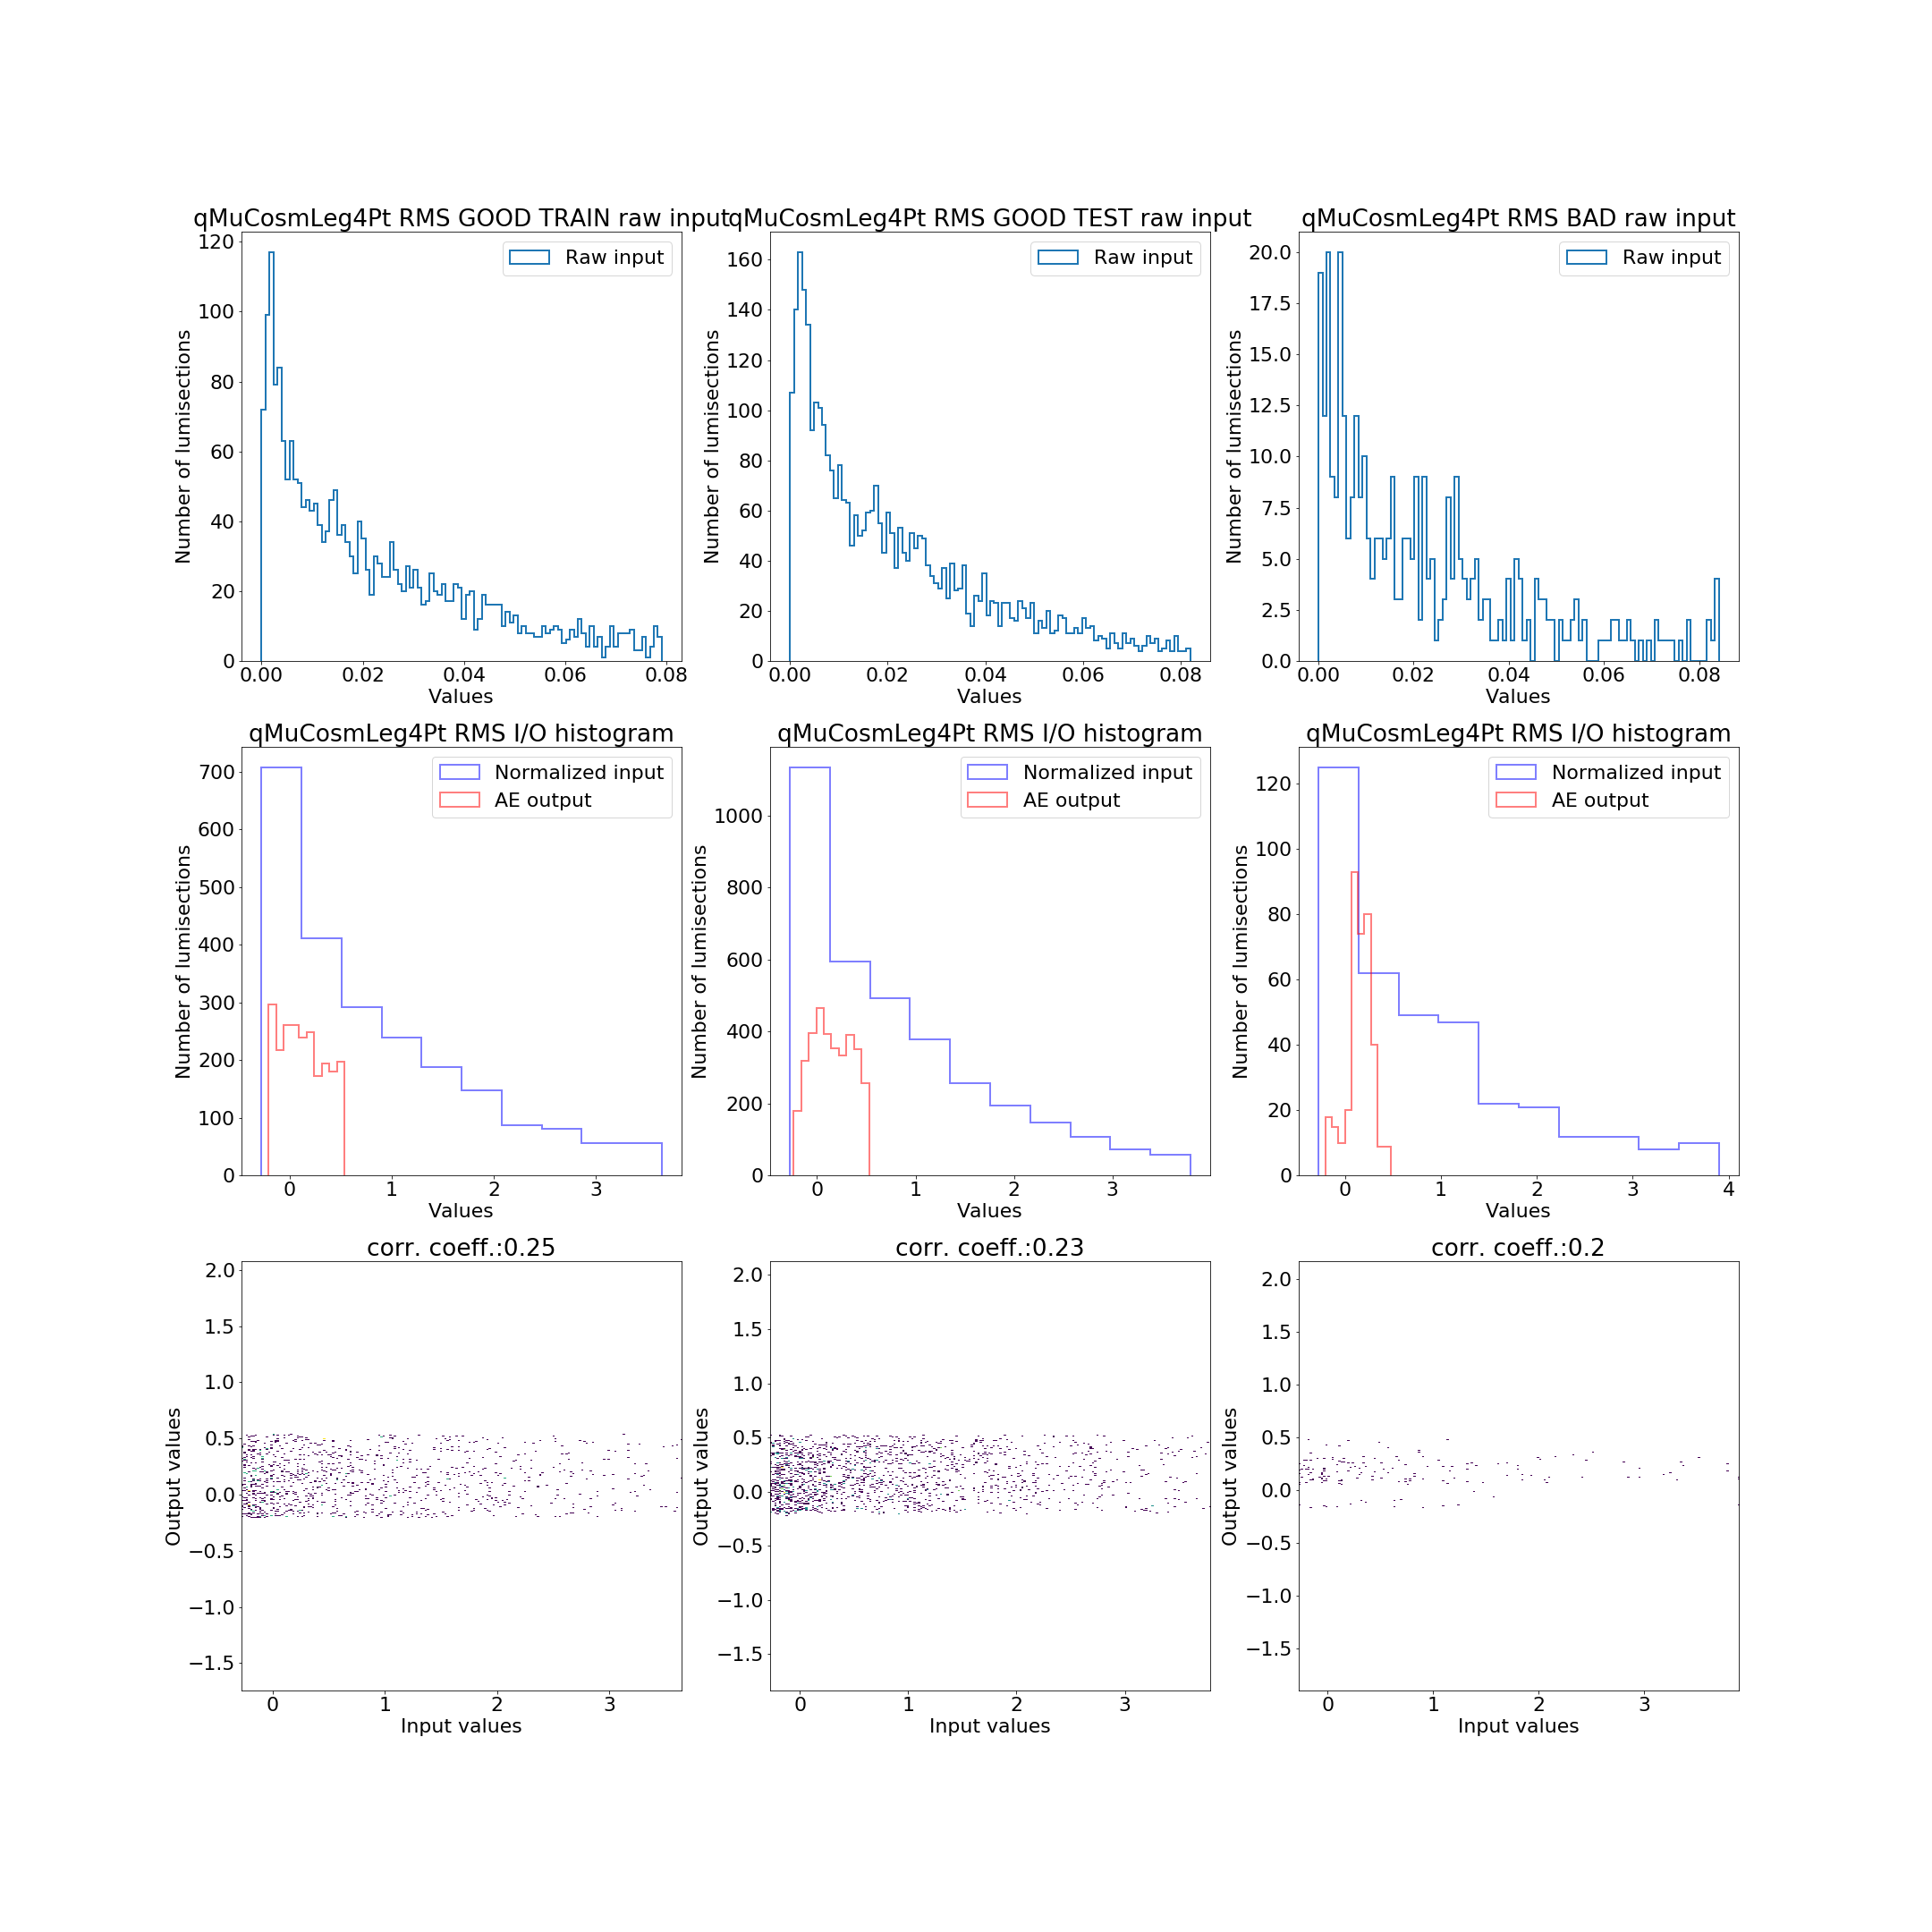 qMuCosmLeg4Pt RMS GOOD TRAIN raw input
Number of lumisections
120
100
80
60
40
20
0
Raw input
0.00 0.02 0.04 0.06 0.08
Values
qMuCosmLeg4Pt RMS GOOD TEST raw input
Number of lumisections
160
140
120
100
80
60
40
20
0
Raw input
0.00 0.02 0.04 0.06 0.08
Values
qMuCosmLeg4Pt RMS BAD raw input
Number of lumisections
20.0
17.5
15.0
12.5
10.0
7.5
5.0
2.5
0.0
Raw input
0.00 0.02 0.04 0.06 0.08
Values
qMuCosmLeg4Pt RMS I/O histogram
Number of lumisections
700
600
500
400
300
200
100
0
Normalized input
AE output
0 1 2 3
Values
qMuCosmLeg4Pt RMS I/O histogram
Number of lumisections
1000
800
600
400
200
0
Normalized input
AE output
0 1 2 3
Values
qMuCosmLeg4Pt RMS I/O histogram
Number of lumisections
120
100
80
60
40
20
0
Normalized input
AE output
0 1 2 3 4
Values
corr. coeff.:0.25
Output values
2.0
1.5
1.0
0.5
0.0
−0.5
−1.0
−1.5
0 1 2 3
Input values
corr. coeff.:0.23
Output values
2.0
1.5
1.0
0.5
0.0
−0.5
−1.0
−1.5
0 1 2 3
Input values
corr. coeff.:0.2
Output values
2.0
1.5
1.0
0.5
0.0
−0.5
−1.0
−1.5
0 1 2 3
Input values